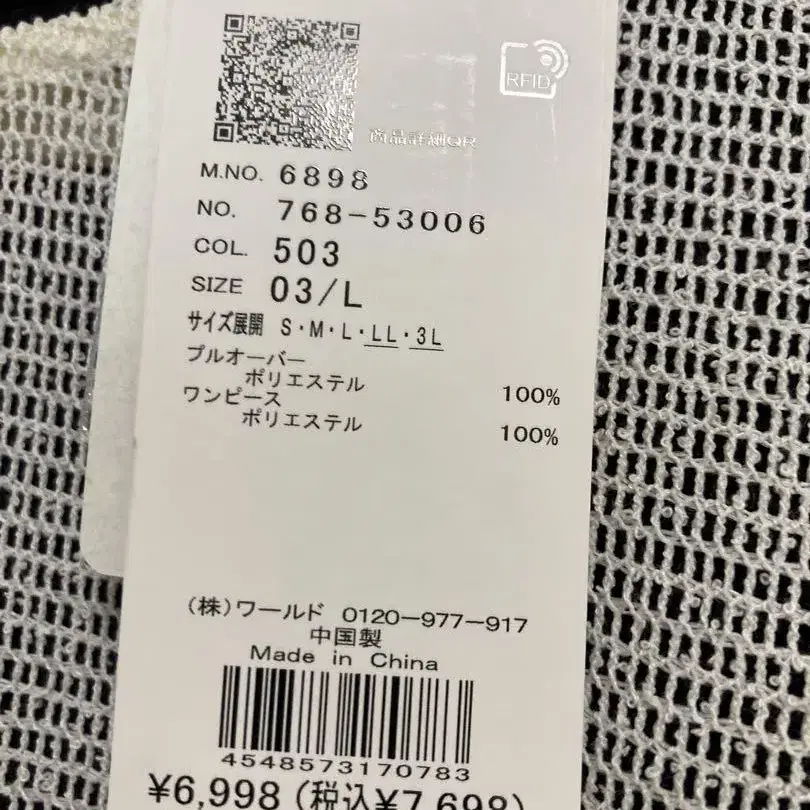 RFID
商品詳細QR
M.NO. 6898
NO. 768-53006
COL. 503
SIZE 03/L
サイズ展開 S・M・L・LL・3L
プルオーバー
ポリエステル 100%
ワンピース
ポリエステル 100%
(株)ワールド 0120-977-917
中国製
Made in China
4548573170783
¥6,998(税込¥7,698)